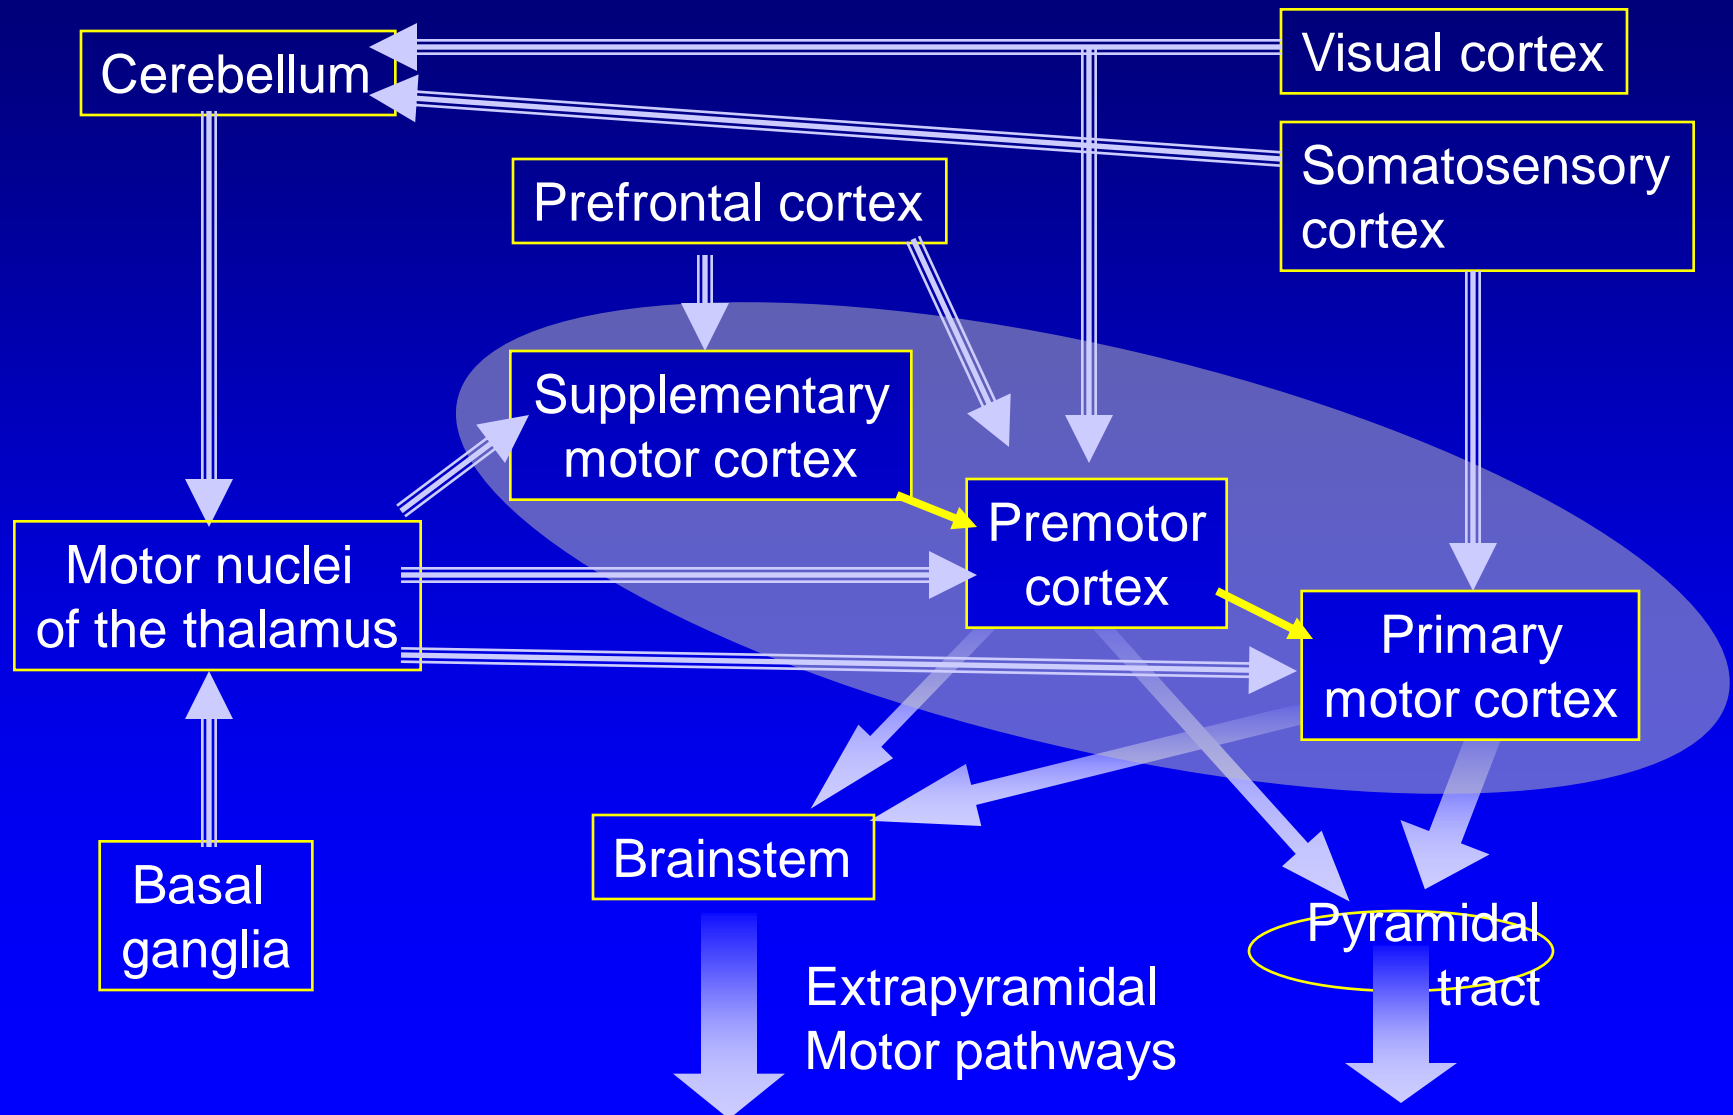 Cerebellum
Visual cortex
Somatosensory
cortex
Prefrontal cortex
Supplementary
motor cortex
Premotor
cortex
Motor nuclei
of the thalamus
Primary
motor cortex
Brainstem
Basal
ganglia
Pyramidal
tract
Extrapyramidal
Motor pathways